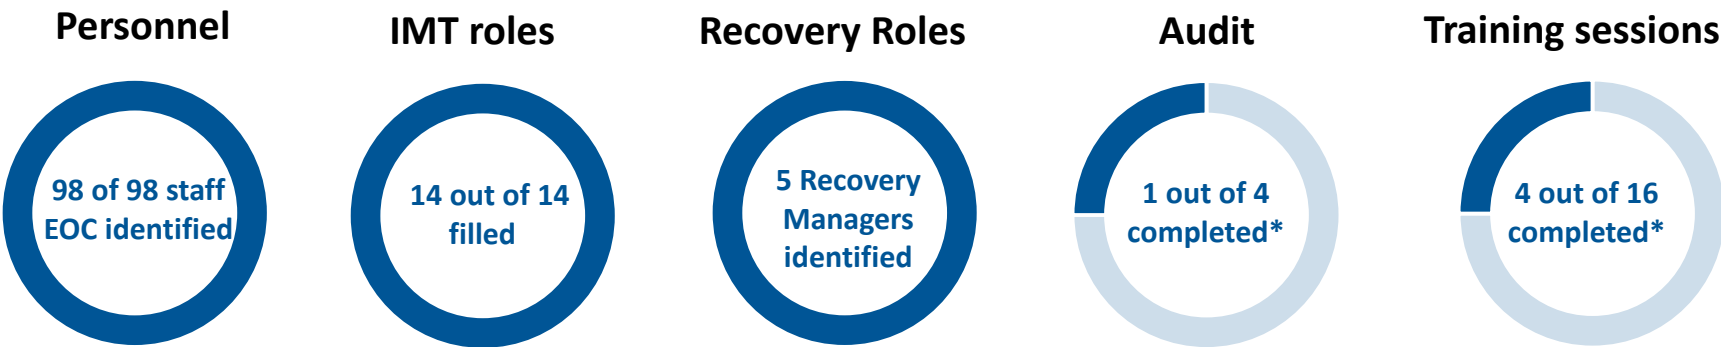 Personnel
IMT roles
Recovery Roles
Audit
Training sessions
98 of 98 staff
EOC identified
14 out of 14
filled
5 Recovery
Managers
identified
1 out of 4
completed*
4 out of 16
completed*